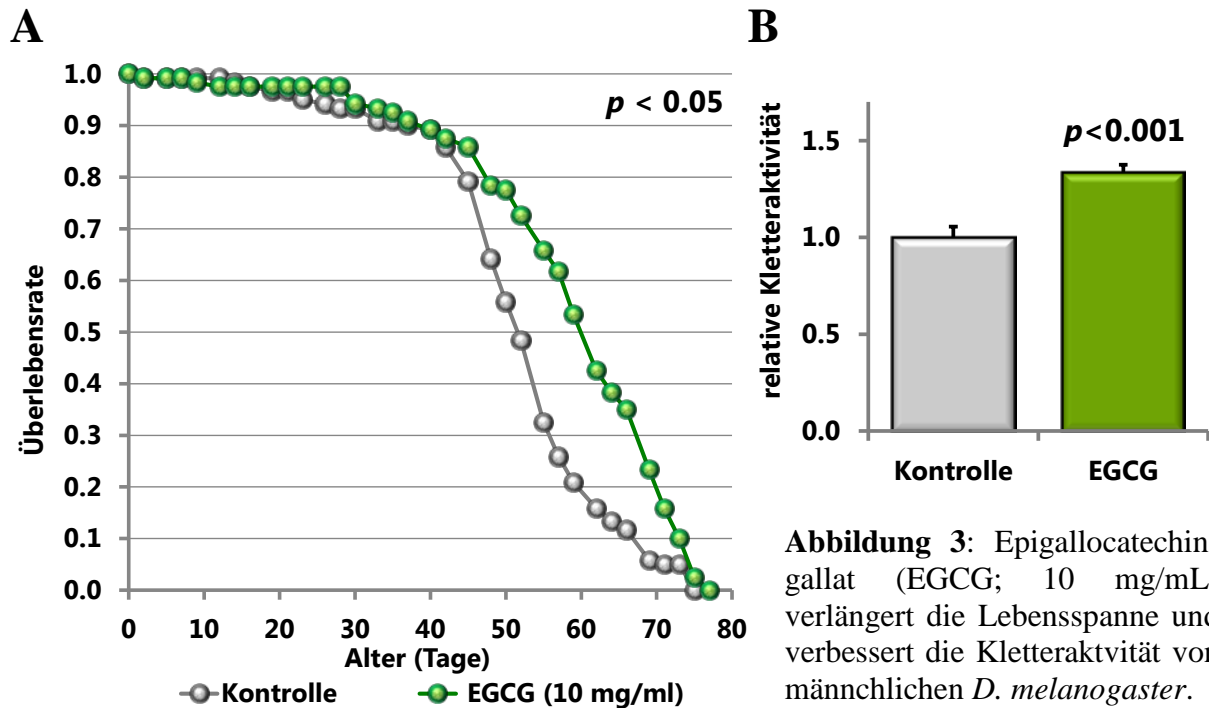 A
1.0
0.9
0.8
0.7
0.6
0.5
0.4
0.3
0.2
0.1
0.0
Überlebensrate
p < 0.05
0 10 20 30 40 50 60 70 80
Alter (Tage)
Kontrolle EGCG (10 mg/ml)
B
1.5
1.0
0.5
0.0
relative Kletteraktivität
p<0.001
Kontrolle EGCG
Abbildung 3: Epigallocatechin
gallat (EGCG; 10 mg/mL
verlängert die Lebensspanne und
verbessert die Kletteraktvität vor
männchlichen D. melanogaster.